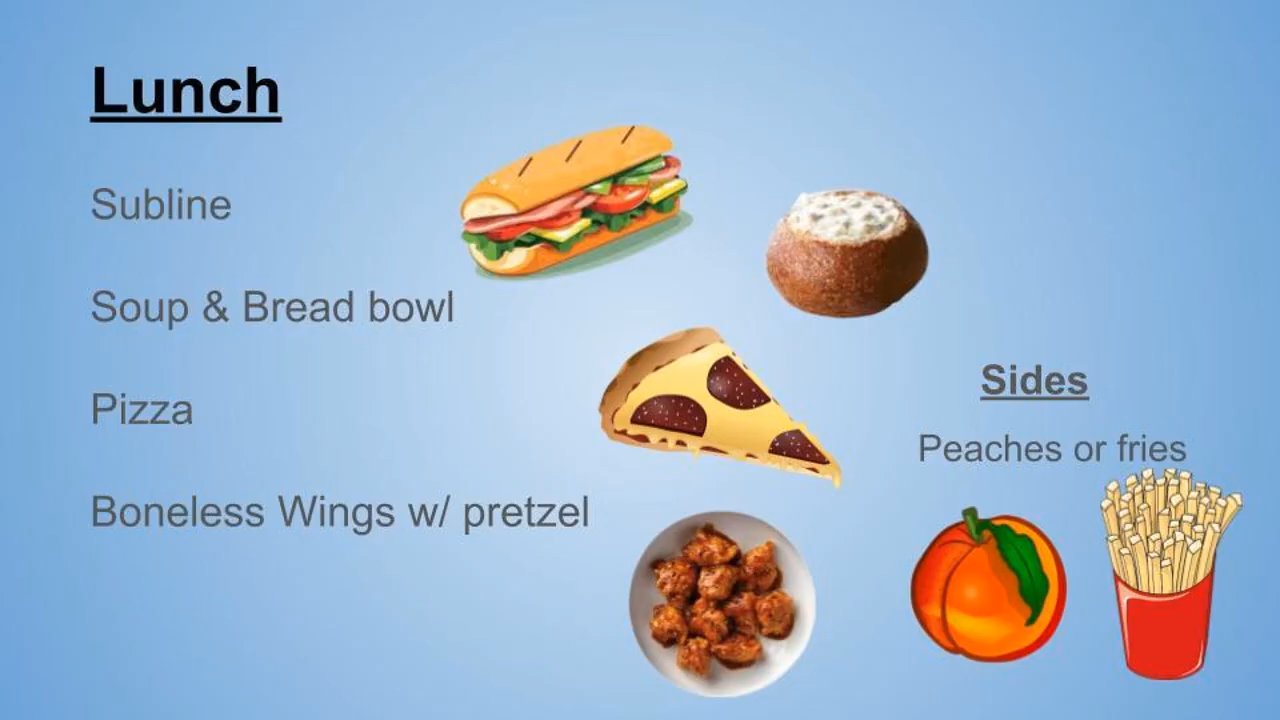 Lunch
Subline
Soup & Bread bowl
Pizza
Boneless Wings w/ pretzel
Sides
Peaches or fries